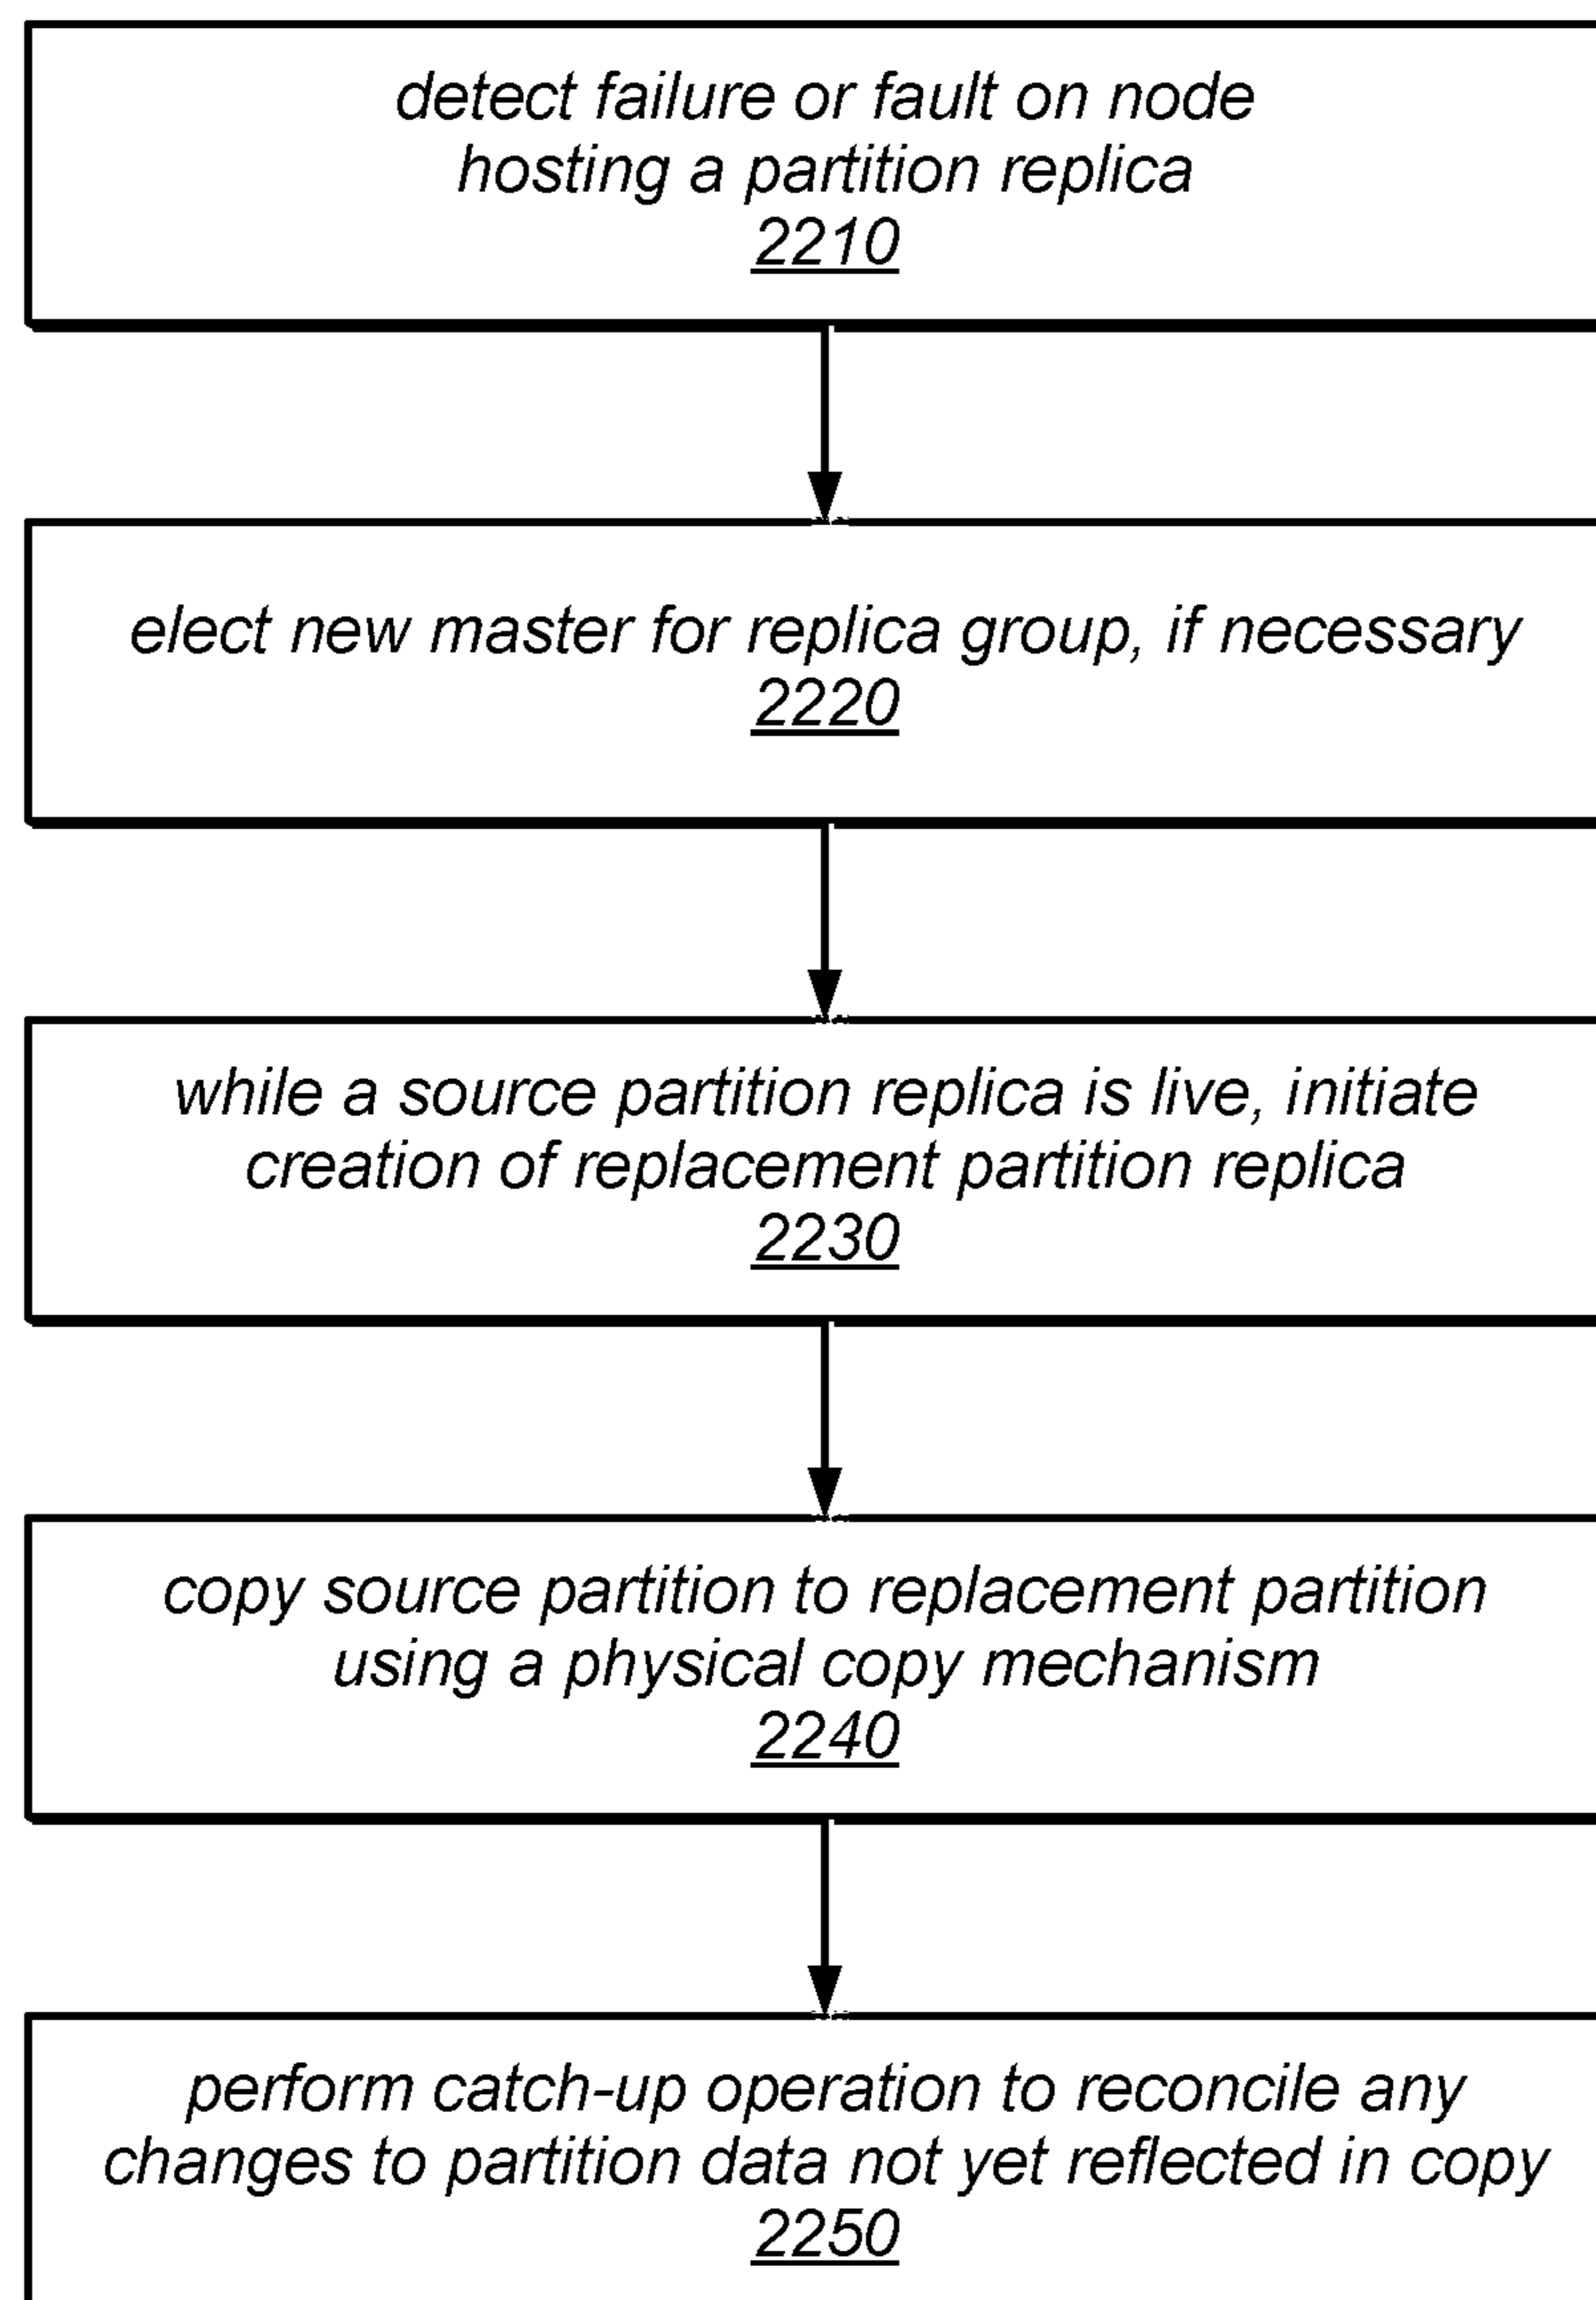 detect failure or fault on node
hosting a partition replica
2210
elect new master for replica group, if necessary
2220
while a source partition replica is live, initiate
creation of replacement partition replica
2230
copy source partition to replacement partition
using a physical copy mechanism
2240
perform catch-up operation to reconcile any
changes to partition data not yet reflected in copy
2250